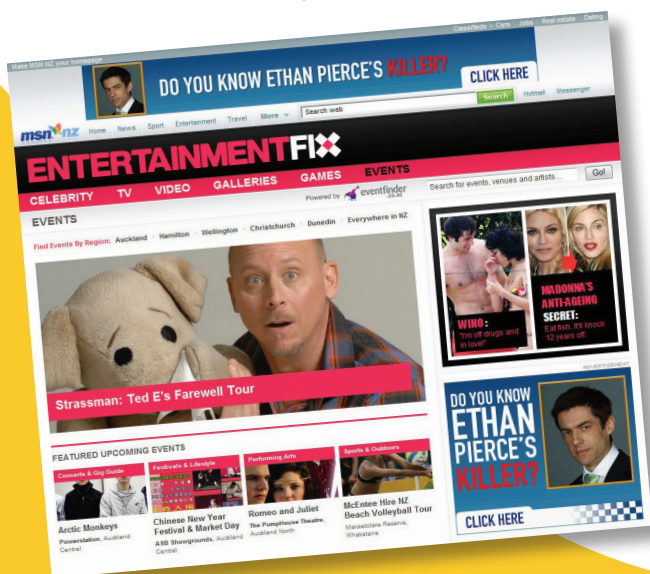 Make MSN NZ your homepage
Classifieds > Cars Jobs Real estate Dating
DO YOU KNOW ETHAN PIERCE'S KILLER?
CLICK HERE
msn nz Home News Sport Entertainment Travel More Search web Search Hotmail Messenger
ENTERTAINMENTFIX
CELEBRITY TV VIDEO GALLERIES GAMES EVENTS
EVENTS
Powered by eventfinder .co.nz
Search for events, venues and artists... Go!
Find Events By Region: Auckland · Hamilton · Wellington · Christchurch · Dunedin · Everywhere in NZ
Strassman: Ted E's Farewell Tour
WINO:
"I'm off drugs and
in love!"
MADONNA'S
ANTI-AGEING
SECRET:
Eat fish. It'll knock
12 years off.
ADVERTISEMENT
DO YOU KNOW
ETHAN
PIERCE'S
KILLER?
CLICK HERE
FEATURED UPCOMING EVENTS
Concerts & Gig Guide
Arctic Monkeys
Powerstation, Auckland
Central
Festivals & Lifestyle
Chinese New Year
Festival & Market Day
ASB Showgrounds, Auckland
Central
Performing Arts
Romeo and Juliet
The PumpHouse Theatre,
Auckland North
Sports & Outdoors
McEntee Hire NZ
Beach Volleyball Tour
Maraetotara Reserve,
Whakatane